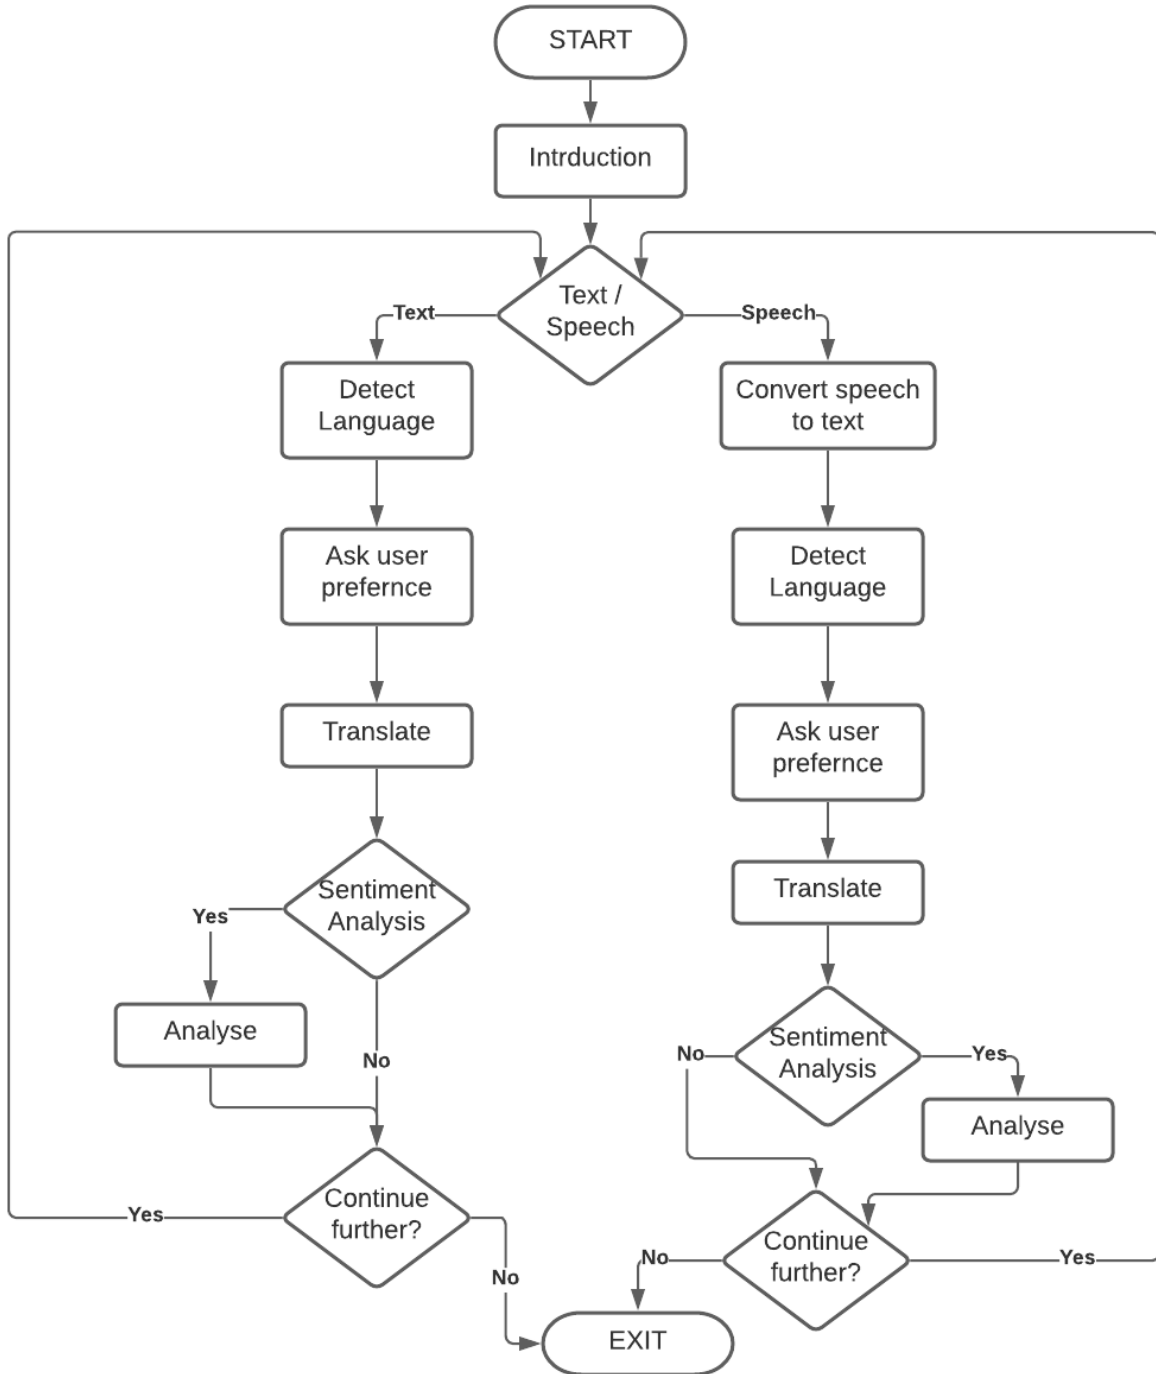 START
Intrduction
Text /
Speech
Text
Speech
Detect
Language
Convert speech
to text
Ask user
prefernce
Detect
Language
Translate
Ask user
prefernce
Sentiment
Analysis
Yes
No
Analyse
Translate
Sentiment
Analysis
No
Yes
Analyse
Continue
further?
Yes
No
Continue
further?
No
Yes
EXIT